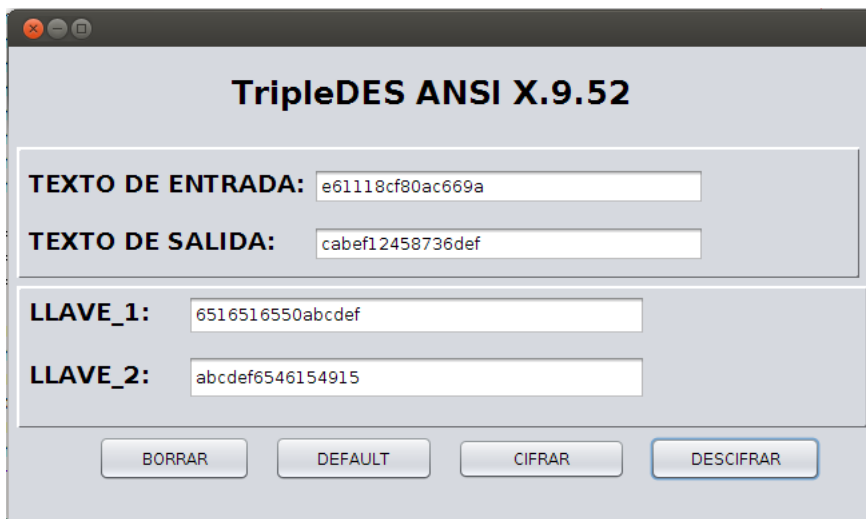 TripleDES ANSI X.9.52
TEXTO DE ENTRADA: e61118cf80ac669a
TEXTO DE SALIDA: cabef12458736def
LLAVE_1: 6516516550abcdef
LLAVE_2: abcdef6546154915
BORRAR DEFAULT CIFRAR DESCIFRAR